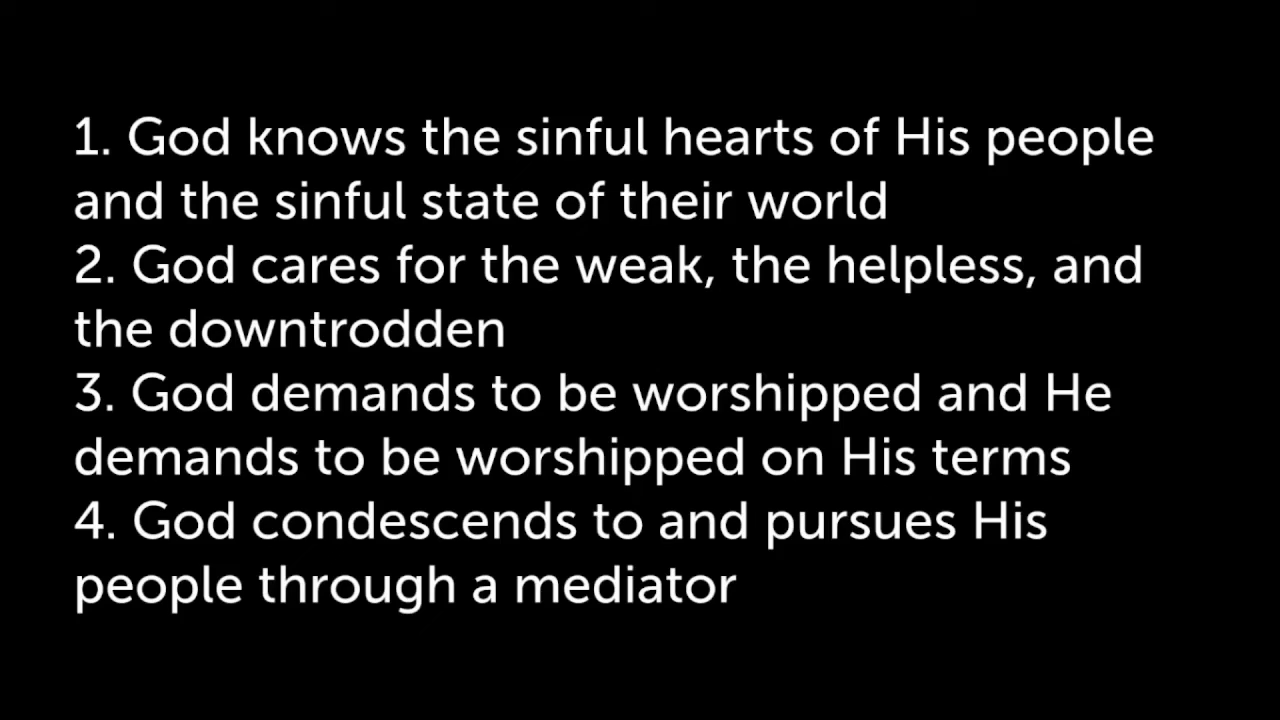 1. God knows the sinful hearts of His people
and the sinful state of their world
2. God cares for the weak, the helpless, and
the downtrodden
3. God demands to be worshipped and He
demands to be worshipped on His terms
4. God condescends to and pursues His
people through a mediator